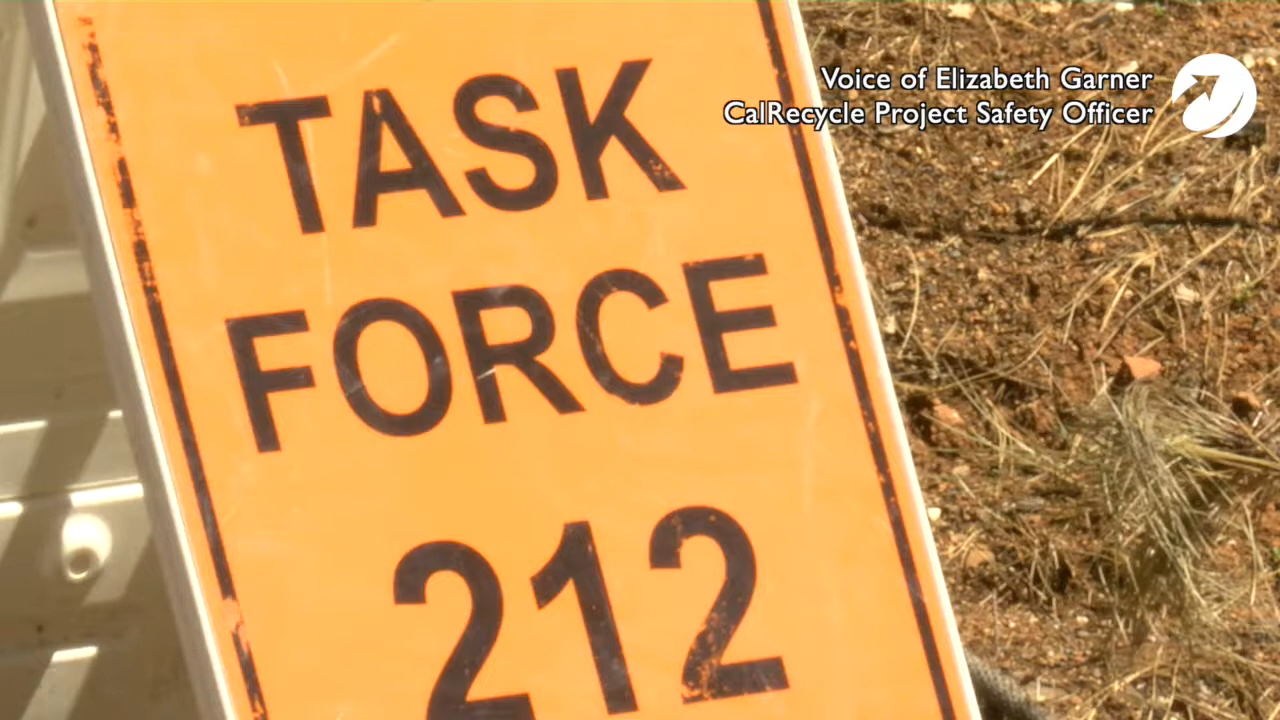 Voice of Elizabeth Garner
CalRecycle Project Safety Officer
TASK
FORCE
212